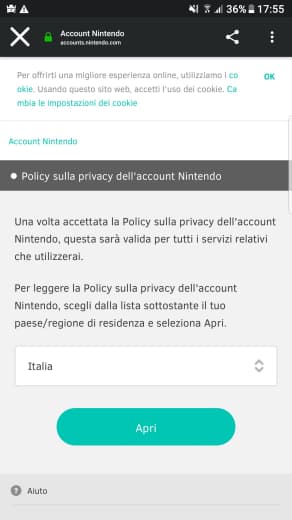 36% 17:55
Account Nintendo
accounts.nintendo.com
Per offrirti una migliore esperienza online, utilizziamo i co
okie. Usando questo sito web, accetti l'uso dei cookie. Ca
mbia le impostazioni dei cookie
OK
Account Nintendo
Policy sulla privacy dell'account Nintendo
Una volta accettata la Policy sulla privacy dell'account
Nintendo, questa sarà valida per tutti i servizi relativi
che utilizzerai.
Per leggere la Policy sulla privacy dell'account
Nintendo, scegli dalla lista sottostante il tuo
paese/regione di residenza e seleziona Apri.
Italia
Apri
? Aiuto